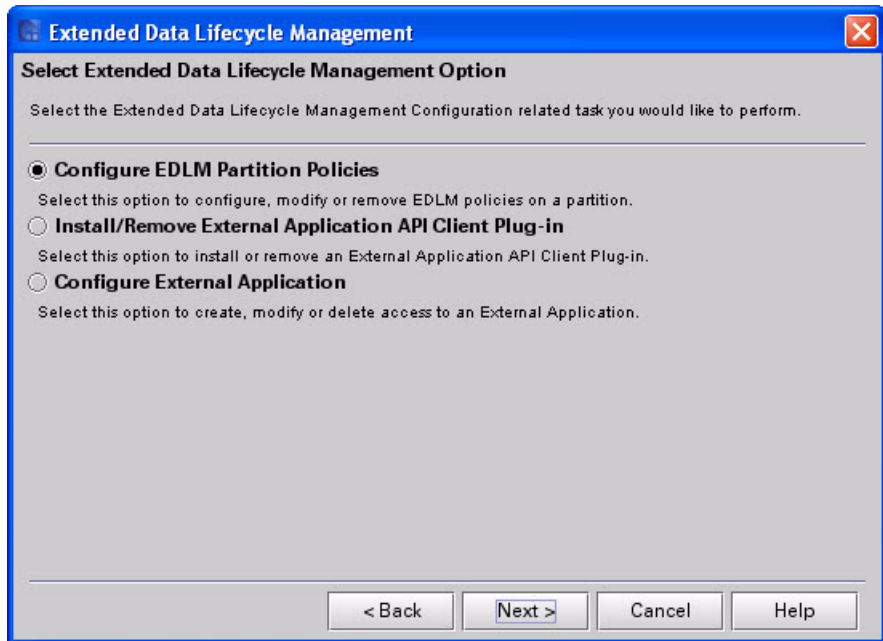 Extended Data Lifecycle Management
Select Extended Data Lifecycle Management Option
Select the Extended Data Lifecycle Management Configuration related task you would like to perform.
Configure EDLM Partition Policies
Select this option to configure, modify or remove EDLM policies on a partition.
Install/Remove External Application API Client Plug-in
Select this option to install or remove an External Application API Client Plug-in.
Configure External Application
Select this option to create, modify or delete access to an External Application.
< Back Next > Cancel Help